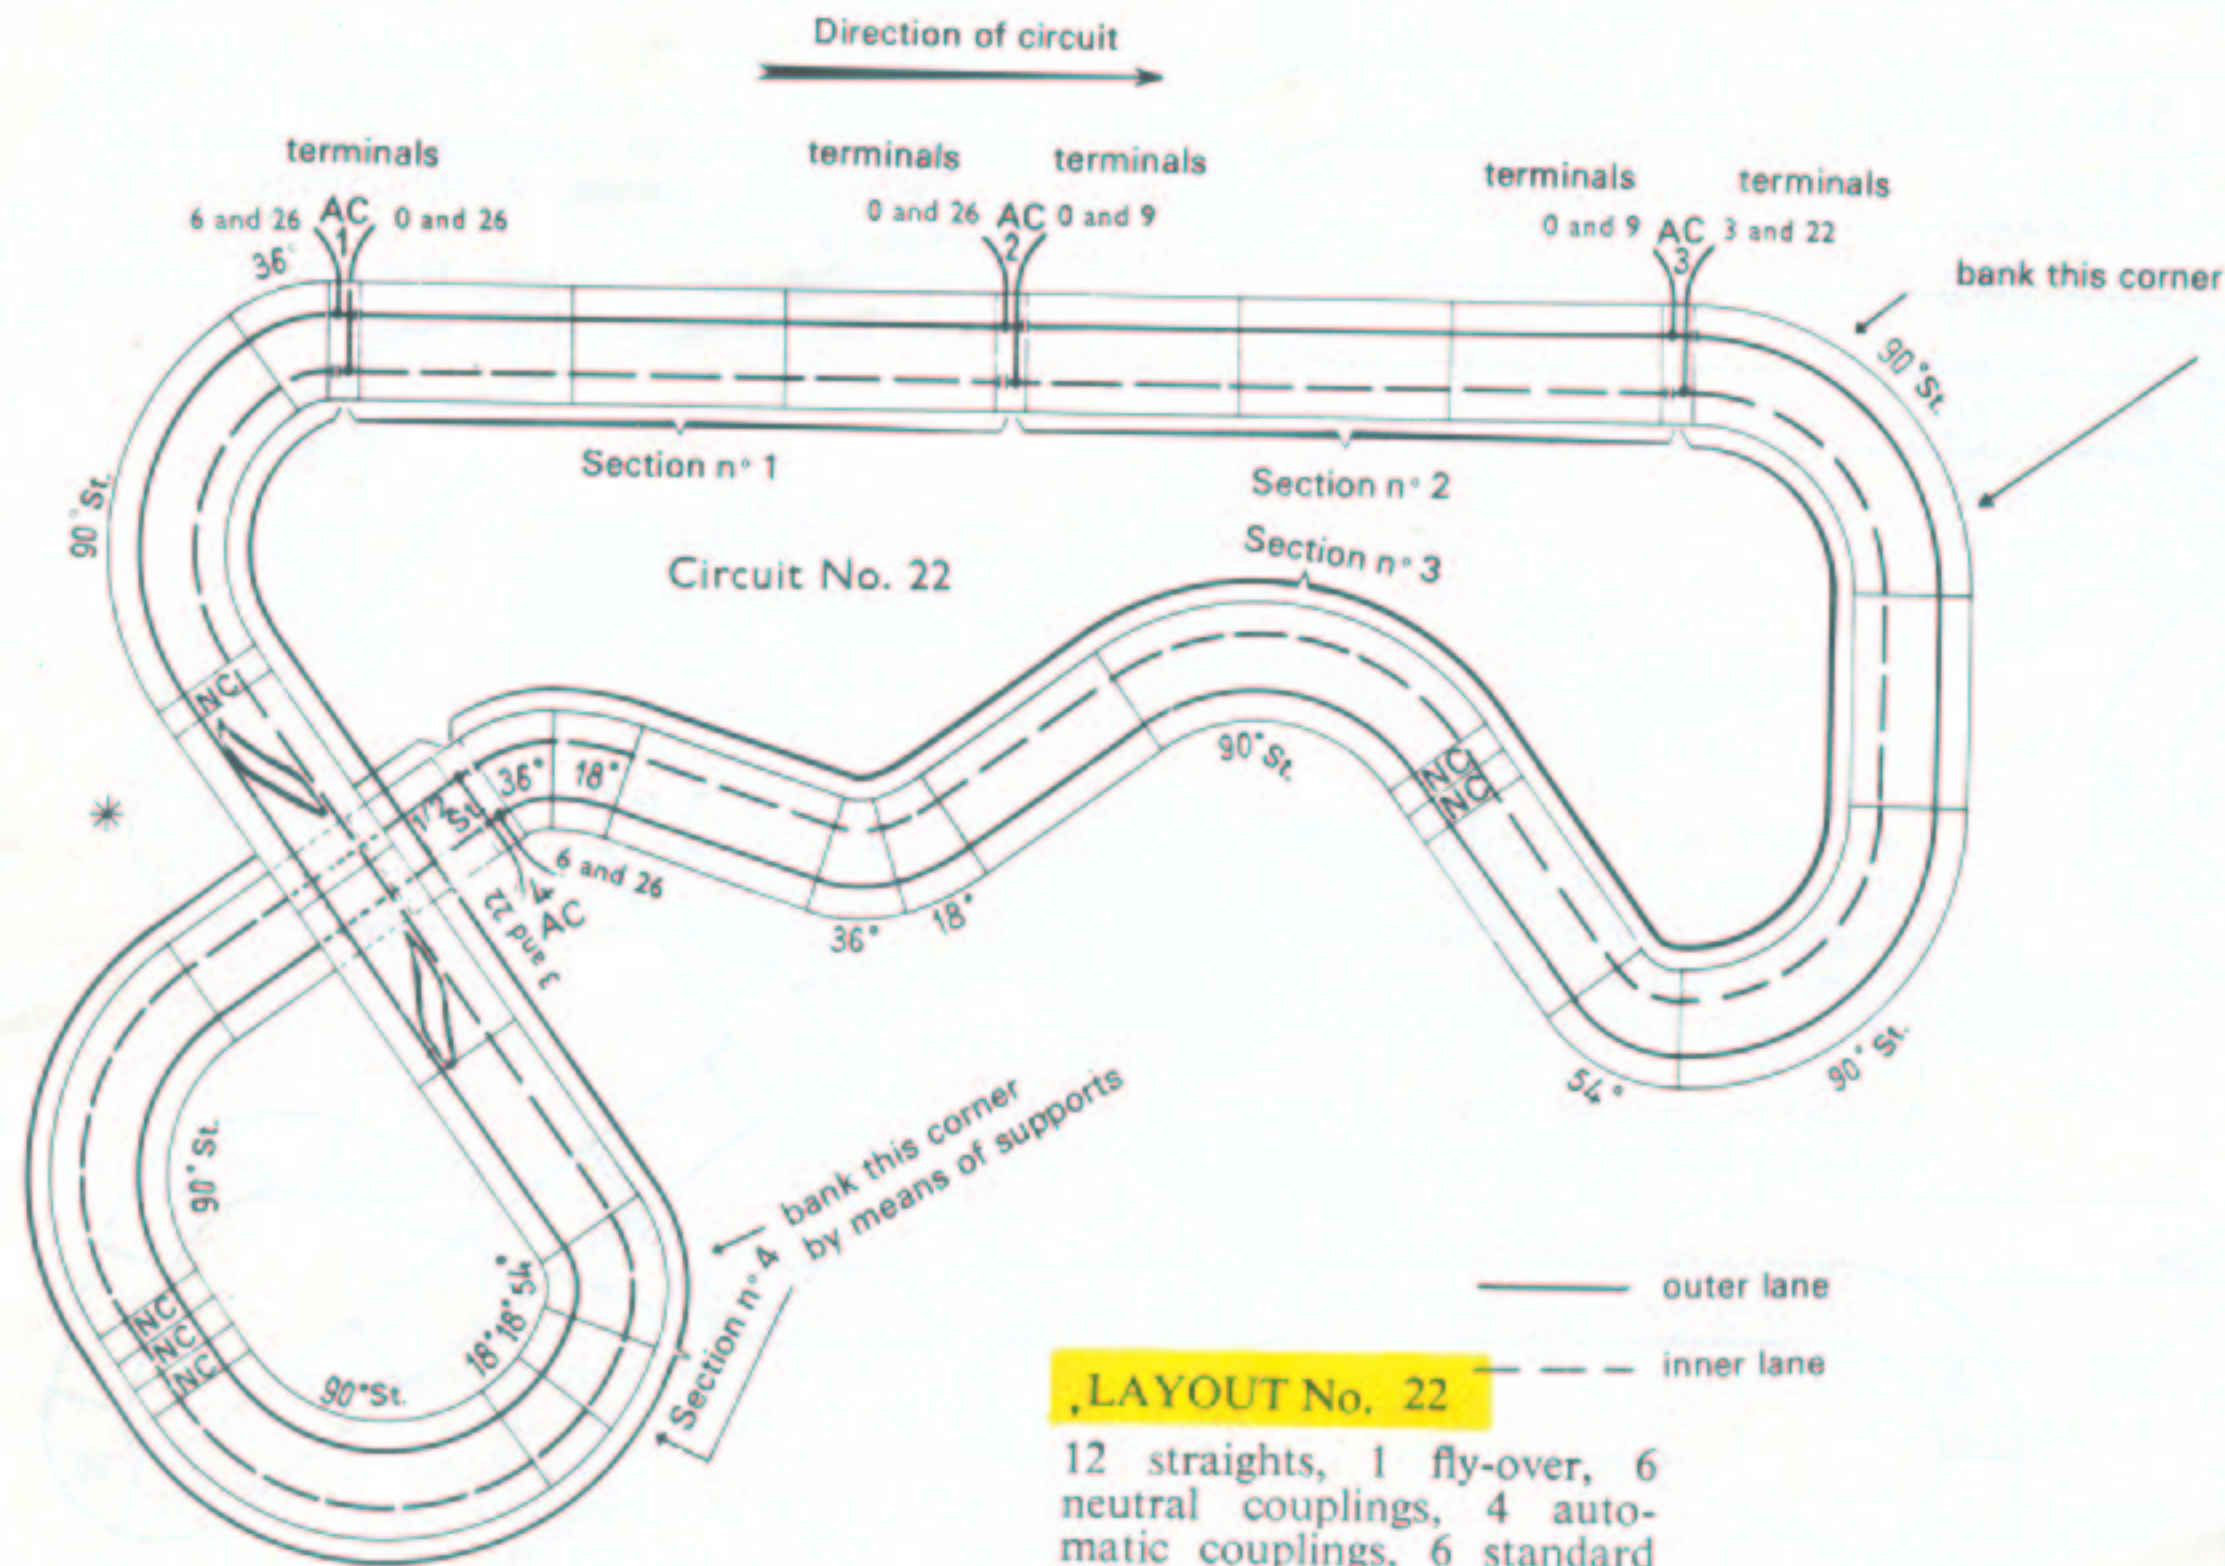 Direction of circuit
terminals
terminals
terminals
terminals
terminals
6 and 26
AC
1
0 and 26
0 and 26
AC
2
0 and 9
0 and 9
AC
3
3 and 22
36°
bank this corner
90°St.
Section n° 1
Section n° 2
90°St.
Circuit No. 22
Section n° 3
NC
*
1/2
St.
36°
18°
90°St.
NC
NC
6 and 26
4
AC
3 and 22
36°
18°
54°
90° St.
90° St.
bank this corner
by means of supports
Section n° 4
54°
18°
18°
NC
NC
NC
90°St.
outer lane
inner lane
LAYOUT No. 22
12 straights, 1 fly-over, 6
neutral couplings, 4 auto-
matic couplings, 6 standard